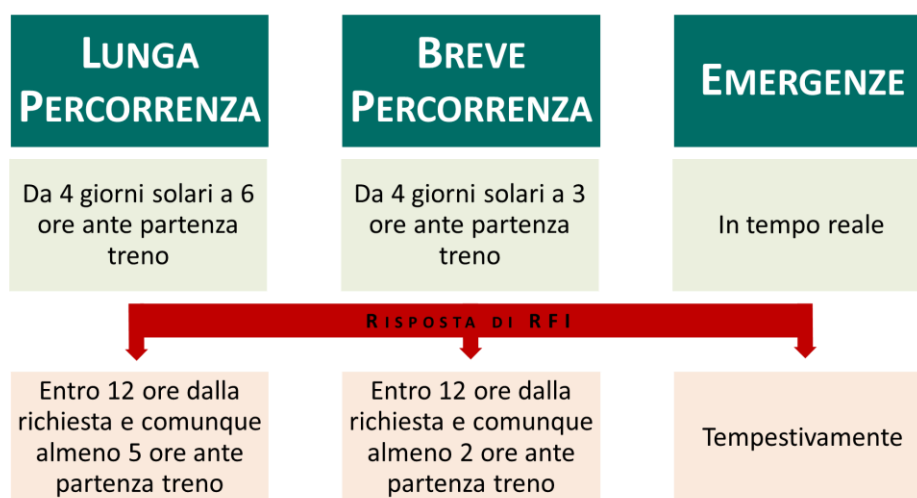 LUNGA
PERCORRENZA
BREVE
PERCORRENZA
EMERGENZE
Da 4 giorni solari a 6
ore ante partenza
treno
Da 4 giorni solari a 3
ore ante partenza
treno
In tempo reale
RISPOSTA DI RFI
Entro 12 ore dalla
richiesta e comunque
almeno 5 ore ante
partenza treno
Entro 12 ore dalla
richiesta e comunque
almeno 2 ore ante
partenza treno
Tempestivamente